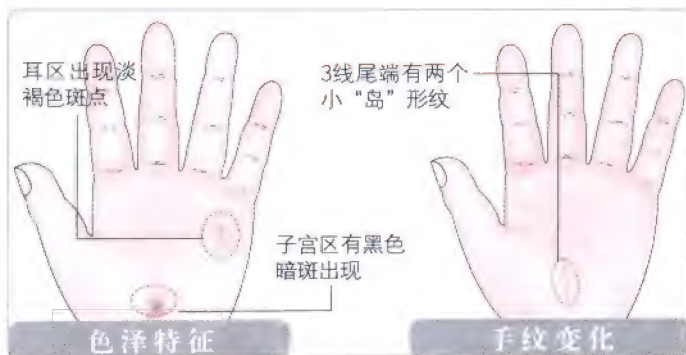 耳区出现淡
褐色斑点
3线尾端有两个
小“岛”形纹
子宫区有黑色
暗斑出现
色泽特征
手纹变化